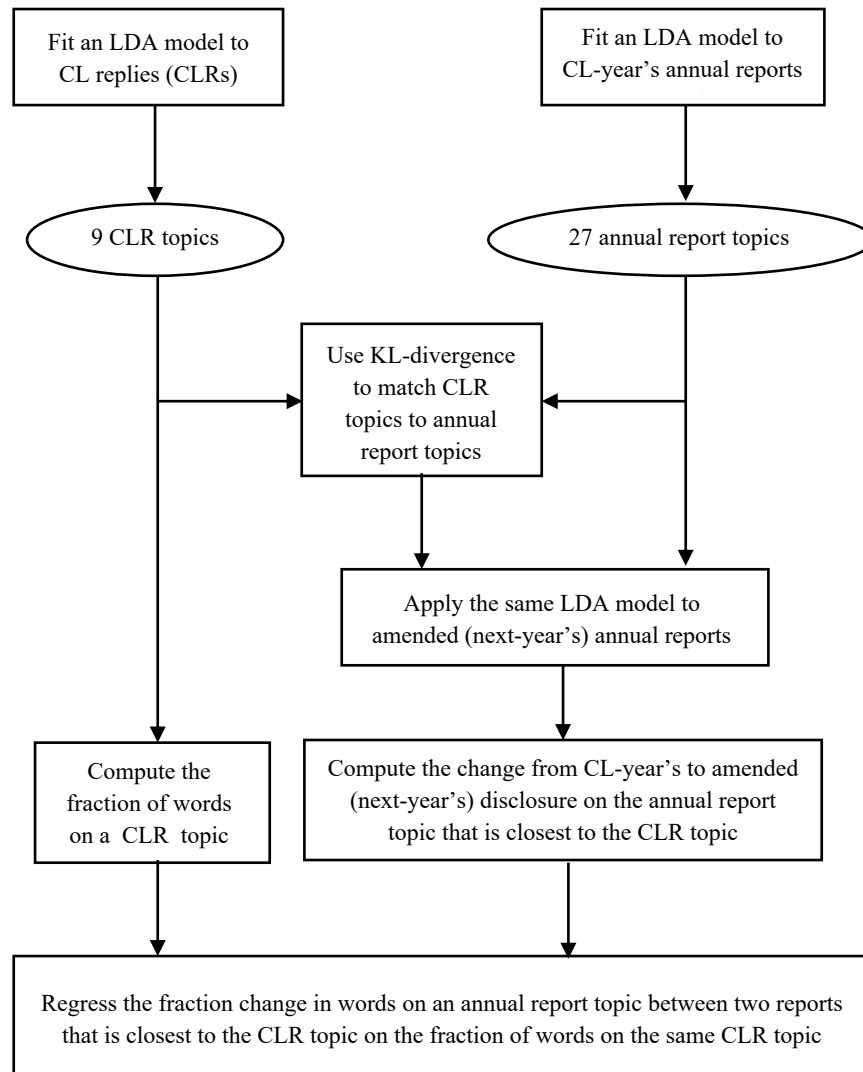 Fit an LDA model to
CL replies (CLRs)
Fit an LDA model to
CL-year’s annual reports
9 CLR topics
27 annual report topics
Use KL-divergence
to match CLR
topics to annual
report topics
Apply the same LDA model to
amended (next-year’s) annual reports
Compute the
fraction of words
on a CLR topic
Compute the change from CL-year’s to amended
(next-year’s) disclosure on the annual report
topic that is closest to the CLR topic
Regress the fraction change in words on an annual report topic between two reports
that is closest to the CLR topic on the fraction of words on the same CLR topic